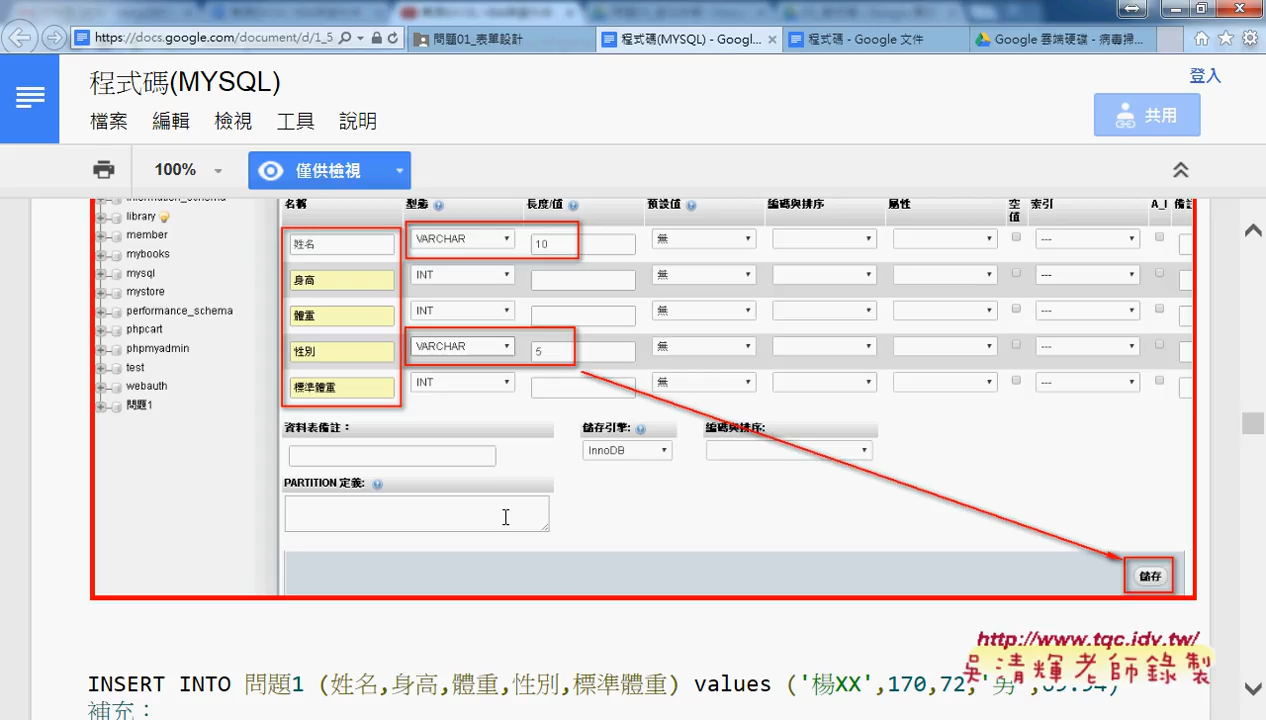 https://docs.google.com/document/d/1_5
問題01_表單設計
程式碼(MYSQL) - Googl...
程式碼 - Google 文件
Google 雲端硬碟 - 病毒掃...
程式碼(MYSQL)
登入
檔案 編輯 檢視 工具 說明
共用
100%
僅供檢視
information_schema
library
member
mybooks
mysql
mystore
performance_schema
phpcart
phpmyadmin
test
webauth
問題1
名稱 型態 長度/值 預設值 編碼與排序 屬性 空值 索引 A_I 備註
姓名 VARCHAR 10 無 ---
身高 INT 無 ---
體重 INT 無 ---
性別 VARCHAR 5 無 ---
標準體重 INT 無 ---
資料表備註: 儲存引擎: 編碼與排序:
InnoDB
PARTITION 定義:
儲存
http://www.tqc.idv.tw/
吳清輝老師錄製
INSERT INTO 問題1 (姓名,身高,體重,性別,標準體重) values ('楊XX',170,72,'男',69.94)
補充: